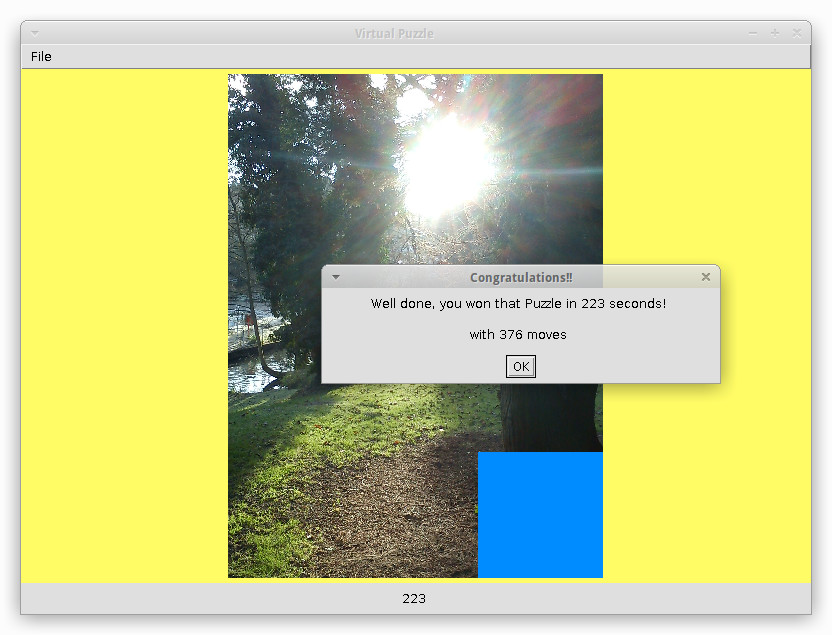 Virtual Puzzle
File
Congratulations!!
Well done, you won that Puzzle in 223 seconds!
with 376 moves
OK
223